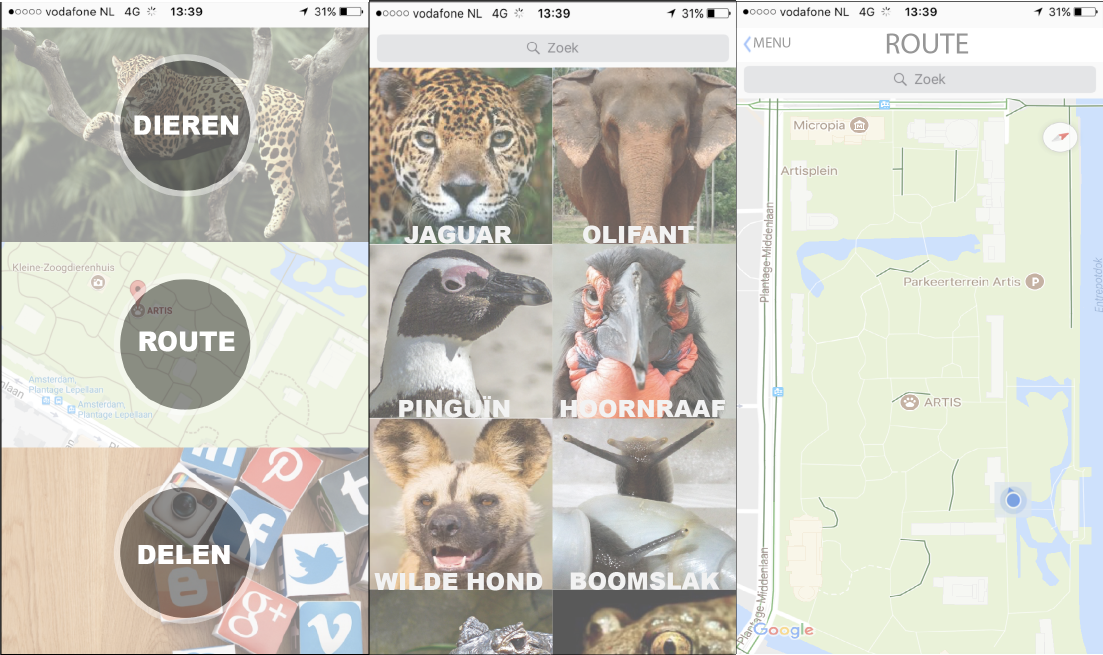 vodafone NL 4G 13:39 31%
DIEREN
Kleine-Zoogdierenhuis
ARTIS
ROUTE
Amsterdam,
Plantage Lepellaan
Amsterdam,
Plantage Lepellaan
DELEN
in
f
B
g+
t
v
vodafone NL 4G 13:39 31%
Zoek
JAGUAR
OLIFANT
PINGUÏN
HOORNRAAF
WILDE HOND
BOOMSLAK
vodafone NL 4G 13:39 31%
MENU
ROUTE
Zoek
Micropia
Artisplein
Plantage-Middenlaan
Parkeerterrein Artis
P
Entrepotdok
ARTIS
Plantage-Middenlaan
Google